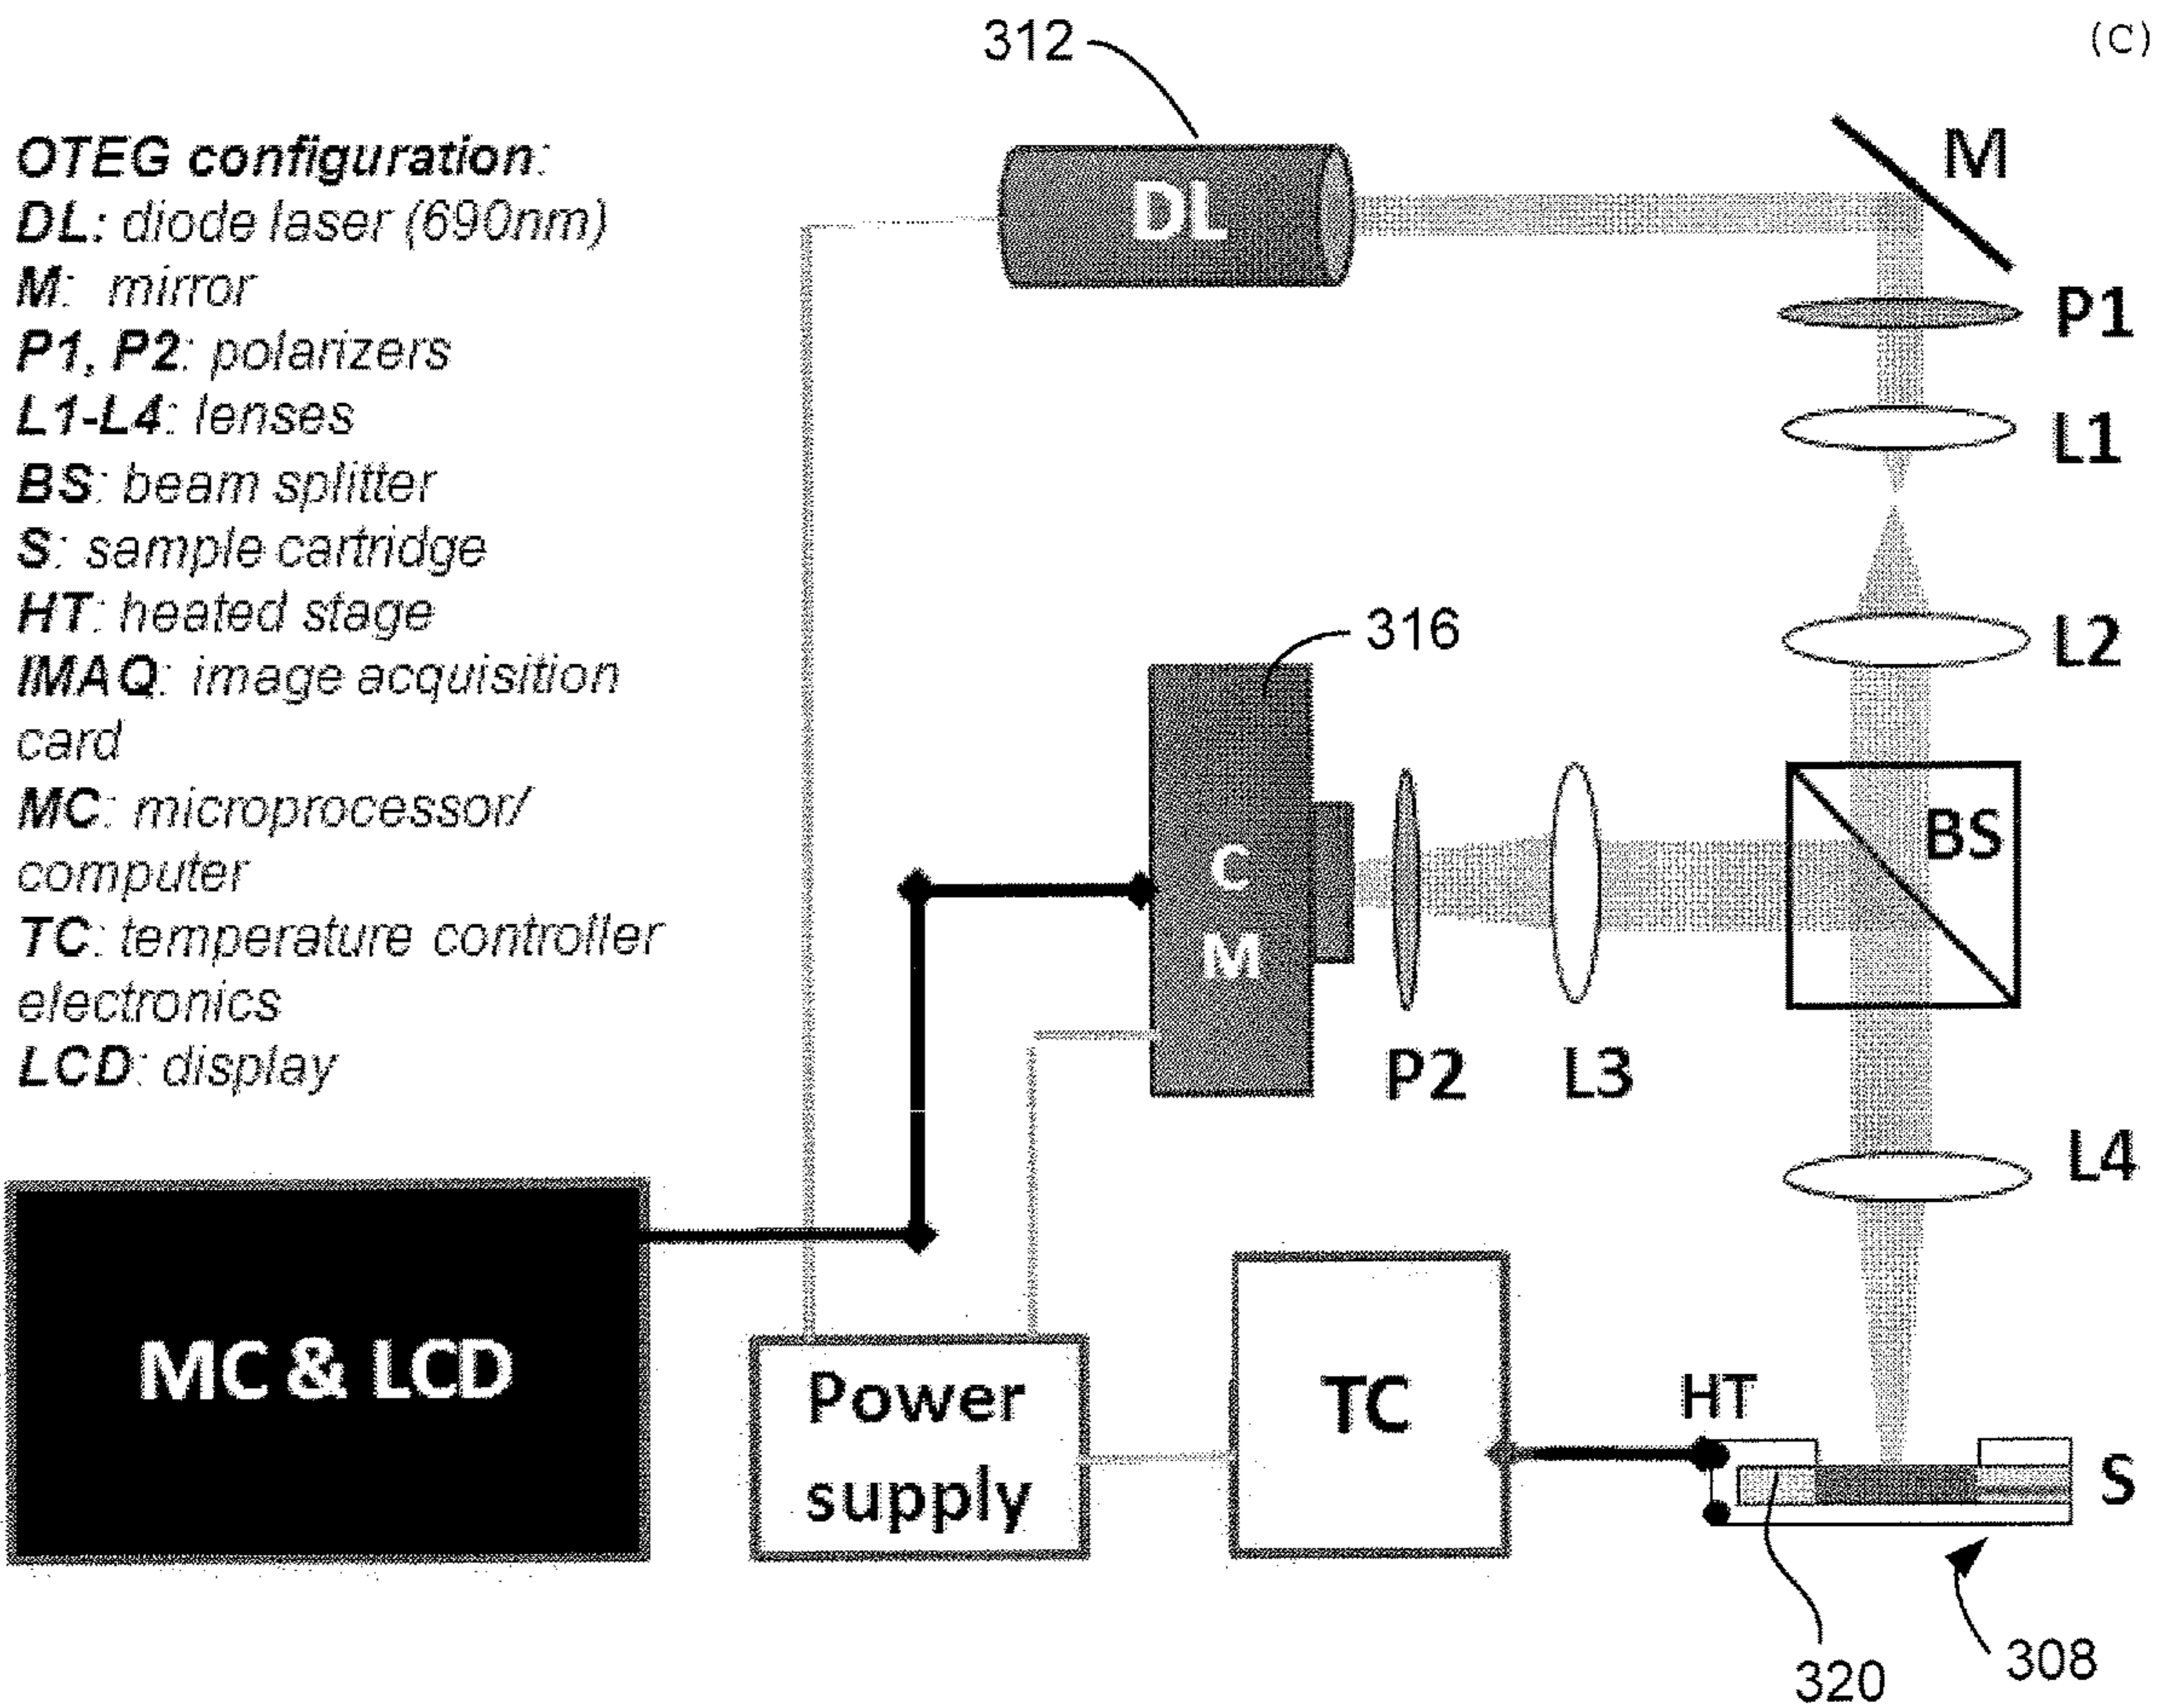 312
(C)
OTEG configuration:
DL: diode laser (690nm)
M: mirror
P1, P2: polarizers
L1-L4: lenses
BS: beam splitter
S: sample cartridge
HT: heated stage
IMAQ: image acquisition
card
MC: microprocessor/
computer
TC: temperature controller
electronics
LCD: display
DL
M
P1
L1
L2
316
BS
C
M
P2
L3
L4
MC & LCD
Power
supply
TC
HT
S
320
308